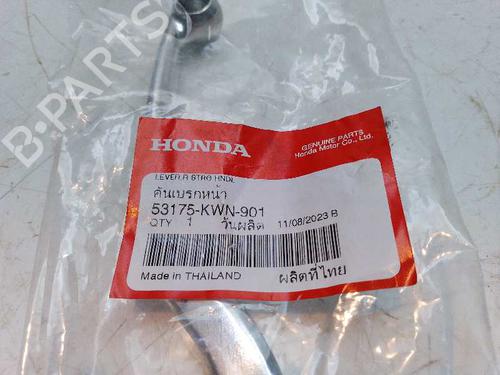 B-PARTS
HONDA
GENUINE PARTS
Honda Motor Co., Ltd.
LEVER,R STRG HNDL
คันเบรกหน้า
53175-KWN-901
QTY 1 วันผลิต 11/08/2023 B
Made in THAILAND ผลิตที่ไทย